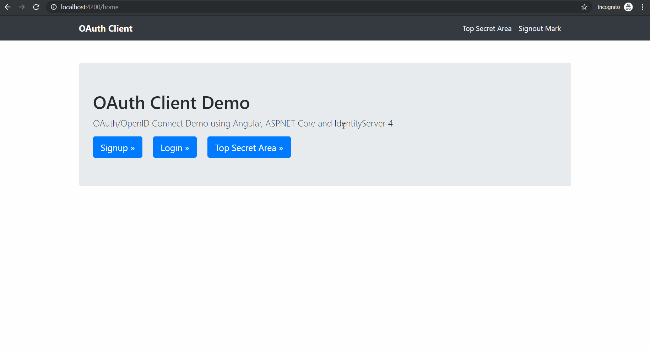 localhost:4200/home
Incognito
OAuth Client
Top Secret Area Signout Mark
OAuth Client Demo
OAuth/OpenID Connect Demo using Angular, ASP.NET Core and IdentityServer 4
Signup » Login » Top Secret Area »